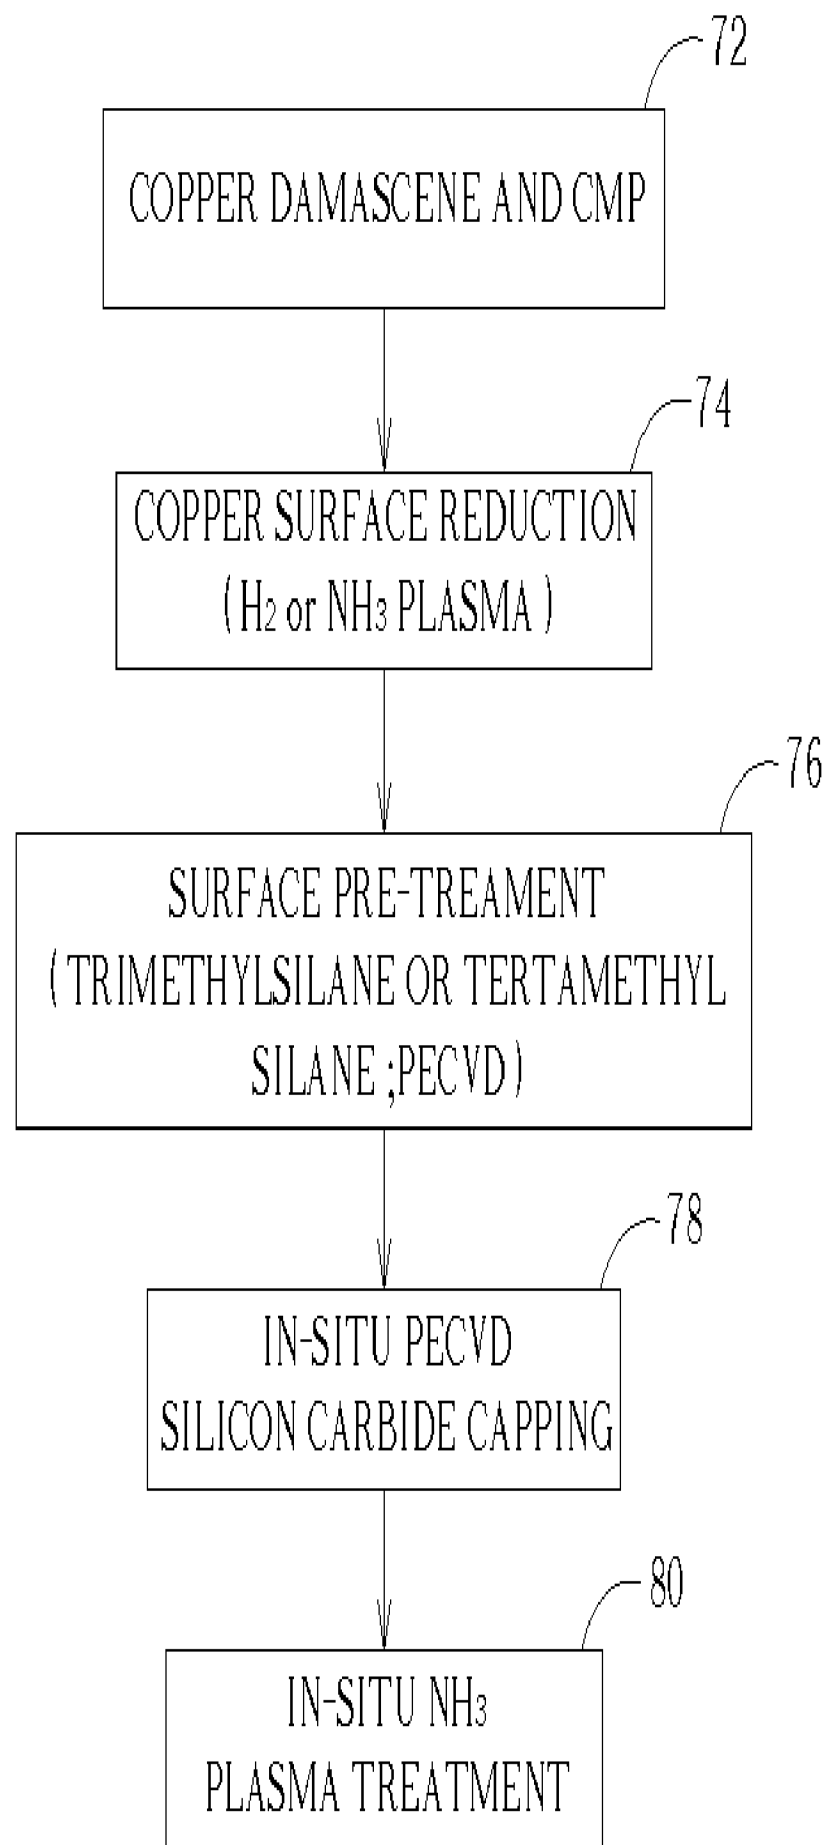 72
COPPER DAMASCENE AND CMP
74
COPPER SURFACE REDUCTION
( H₂ or NH₃ PLASMA )
76
SURFACE PRE-TREAMENT
( TRIMETHYLSILANE OR TERTAMETHYL
SILANE ;PECVD )
78
IN-SITU PECVD
SILICON CARBIDE CAPPING
80
IN-SITU NH₃
PLASMA TREATMENT